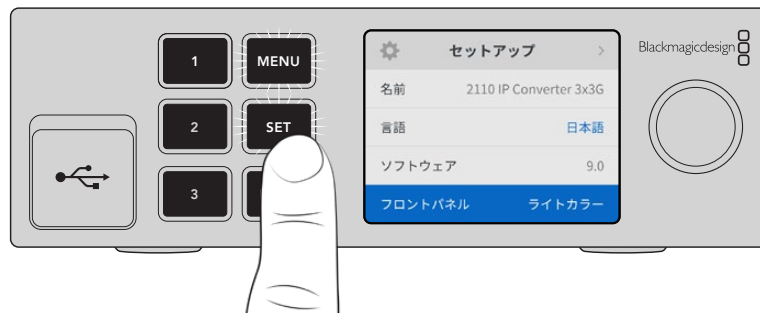 1
MENU
2
SET
3
セットアップ
名前 2110 IP Converter 3x3G
言語 日本語
ソフトウェア 9.0
フロントパネル ライトカラー
Blackmagicdesign